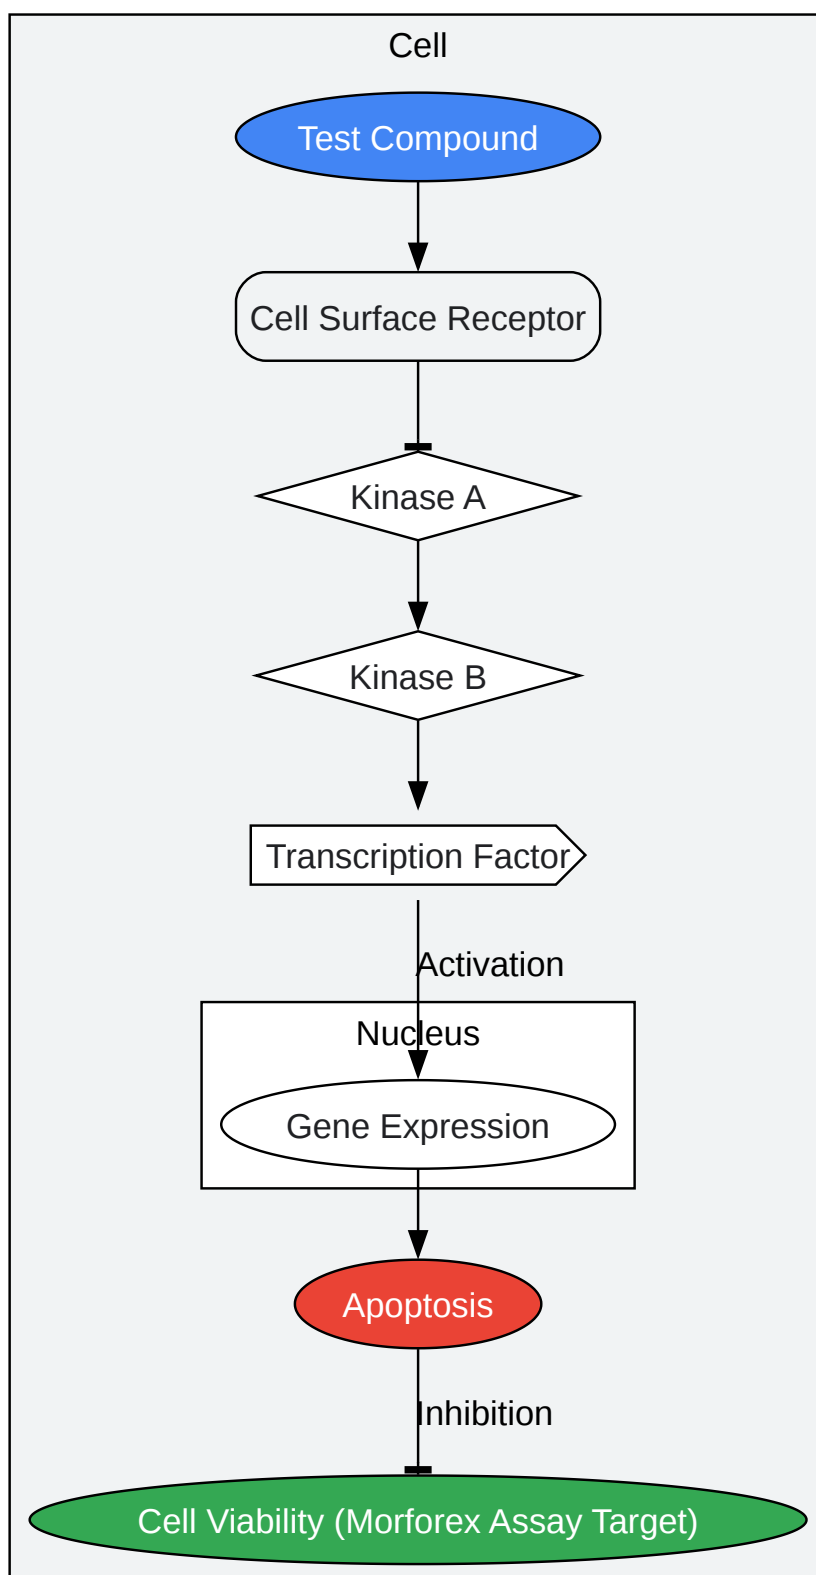 Cell
Test Compound
Cell Surface Receptor
Kinase A
Kinase B
Transcription Factor
Activation
Nucleus
Gene Expression
Apoptosis
Inhibition
Cell Viability (Morforex Assay Target)